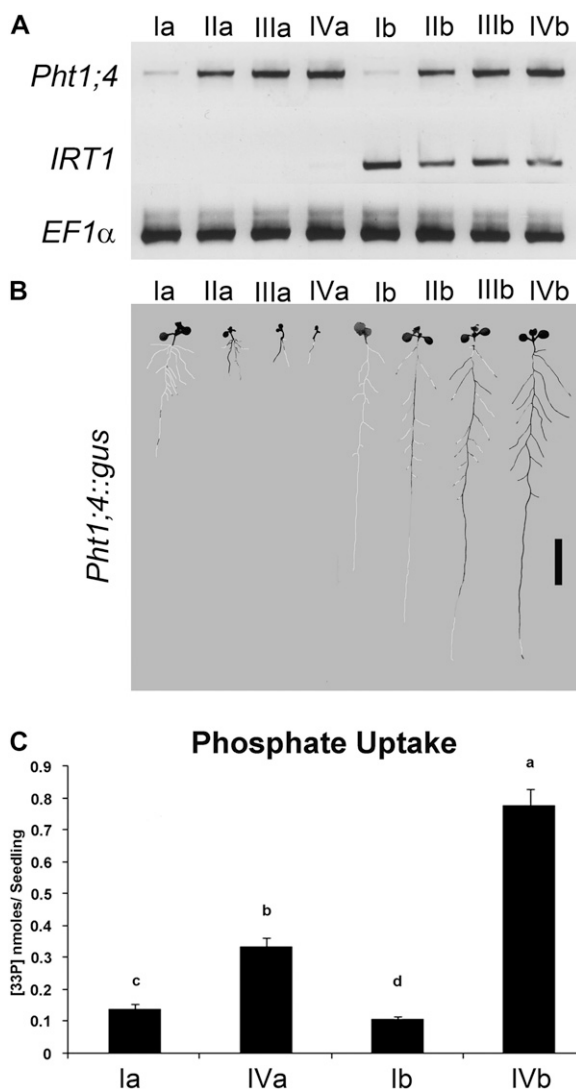 A
Ia IIa IIIa IVa Ib IIb IIIb IVb
Pht1;4
IRT1
EF1α
B
Ia IIa IIIa IVa Ib IIb IIIb IVb
Pht1;4::gus
C
Phosphate Uptake
[33P] nmoles/ Seedling
0.9
0.8
0.7
0.6
0.5
0.4
0.3
0.2
0.1
0
c
b
d
a
Ia IVa Ib IVb